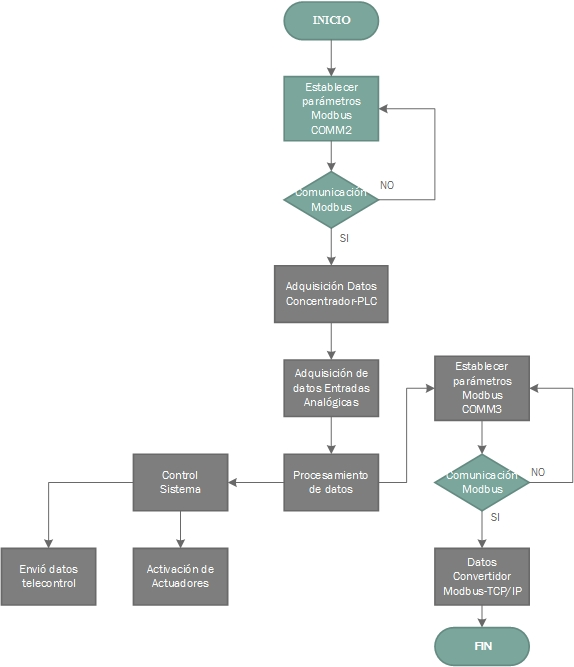 INICIO
Establecer
parámetros
Modbus
COMM2
Comunicación
Modbus
NO
SI
Adquisición Datos
Concentrador-PLC
Adquisición de
datos Entradas
Analógicas
Procesamiento
de datos
Control
Sistema
Envió datos
telecontrol
Activación de
Actuadores
Establecer
parámetros
Modbus
COMM3
Comunicación
Modbus
NO
SI
Datos
Convertidor
Modbus-TCP/IP
FIN